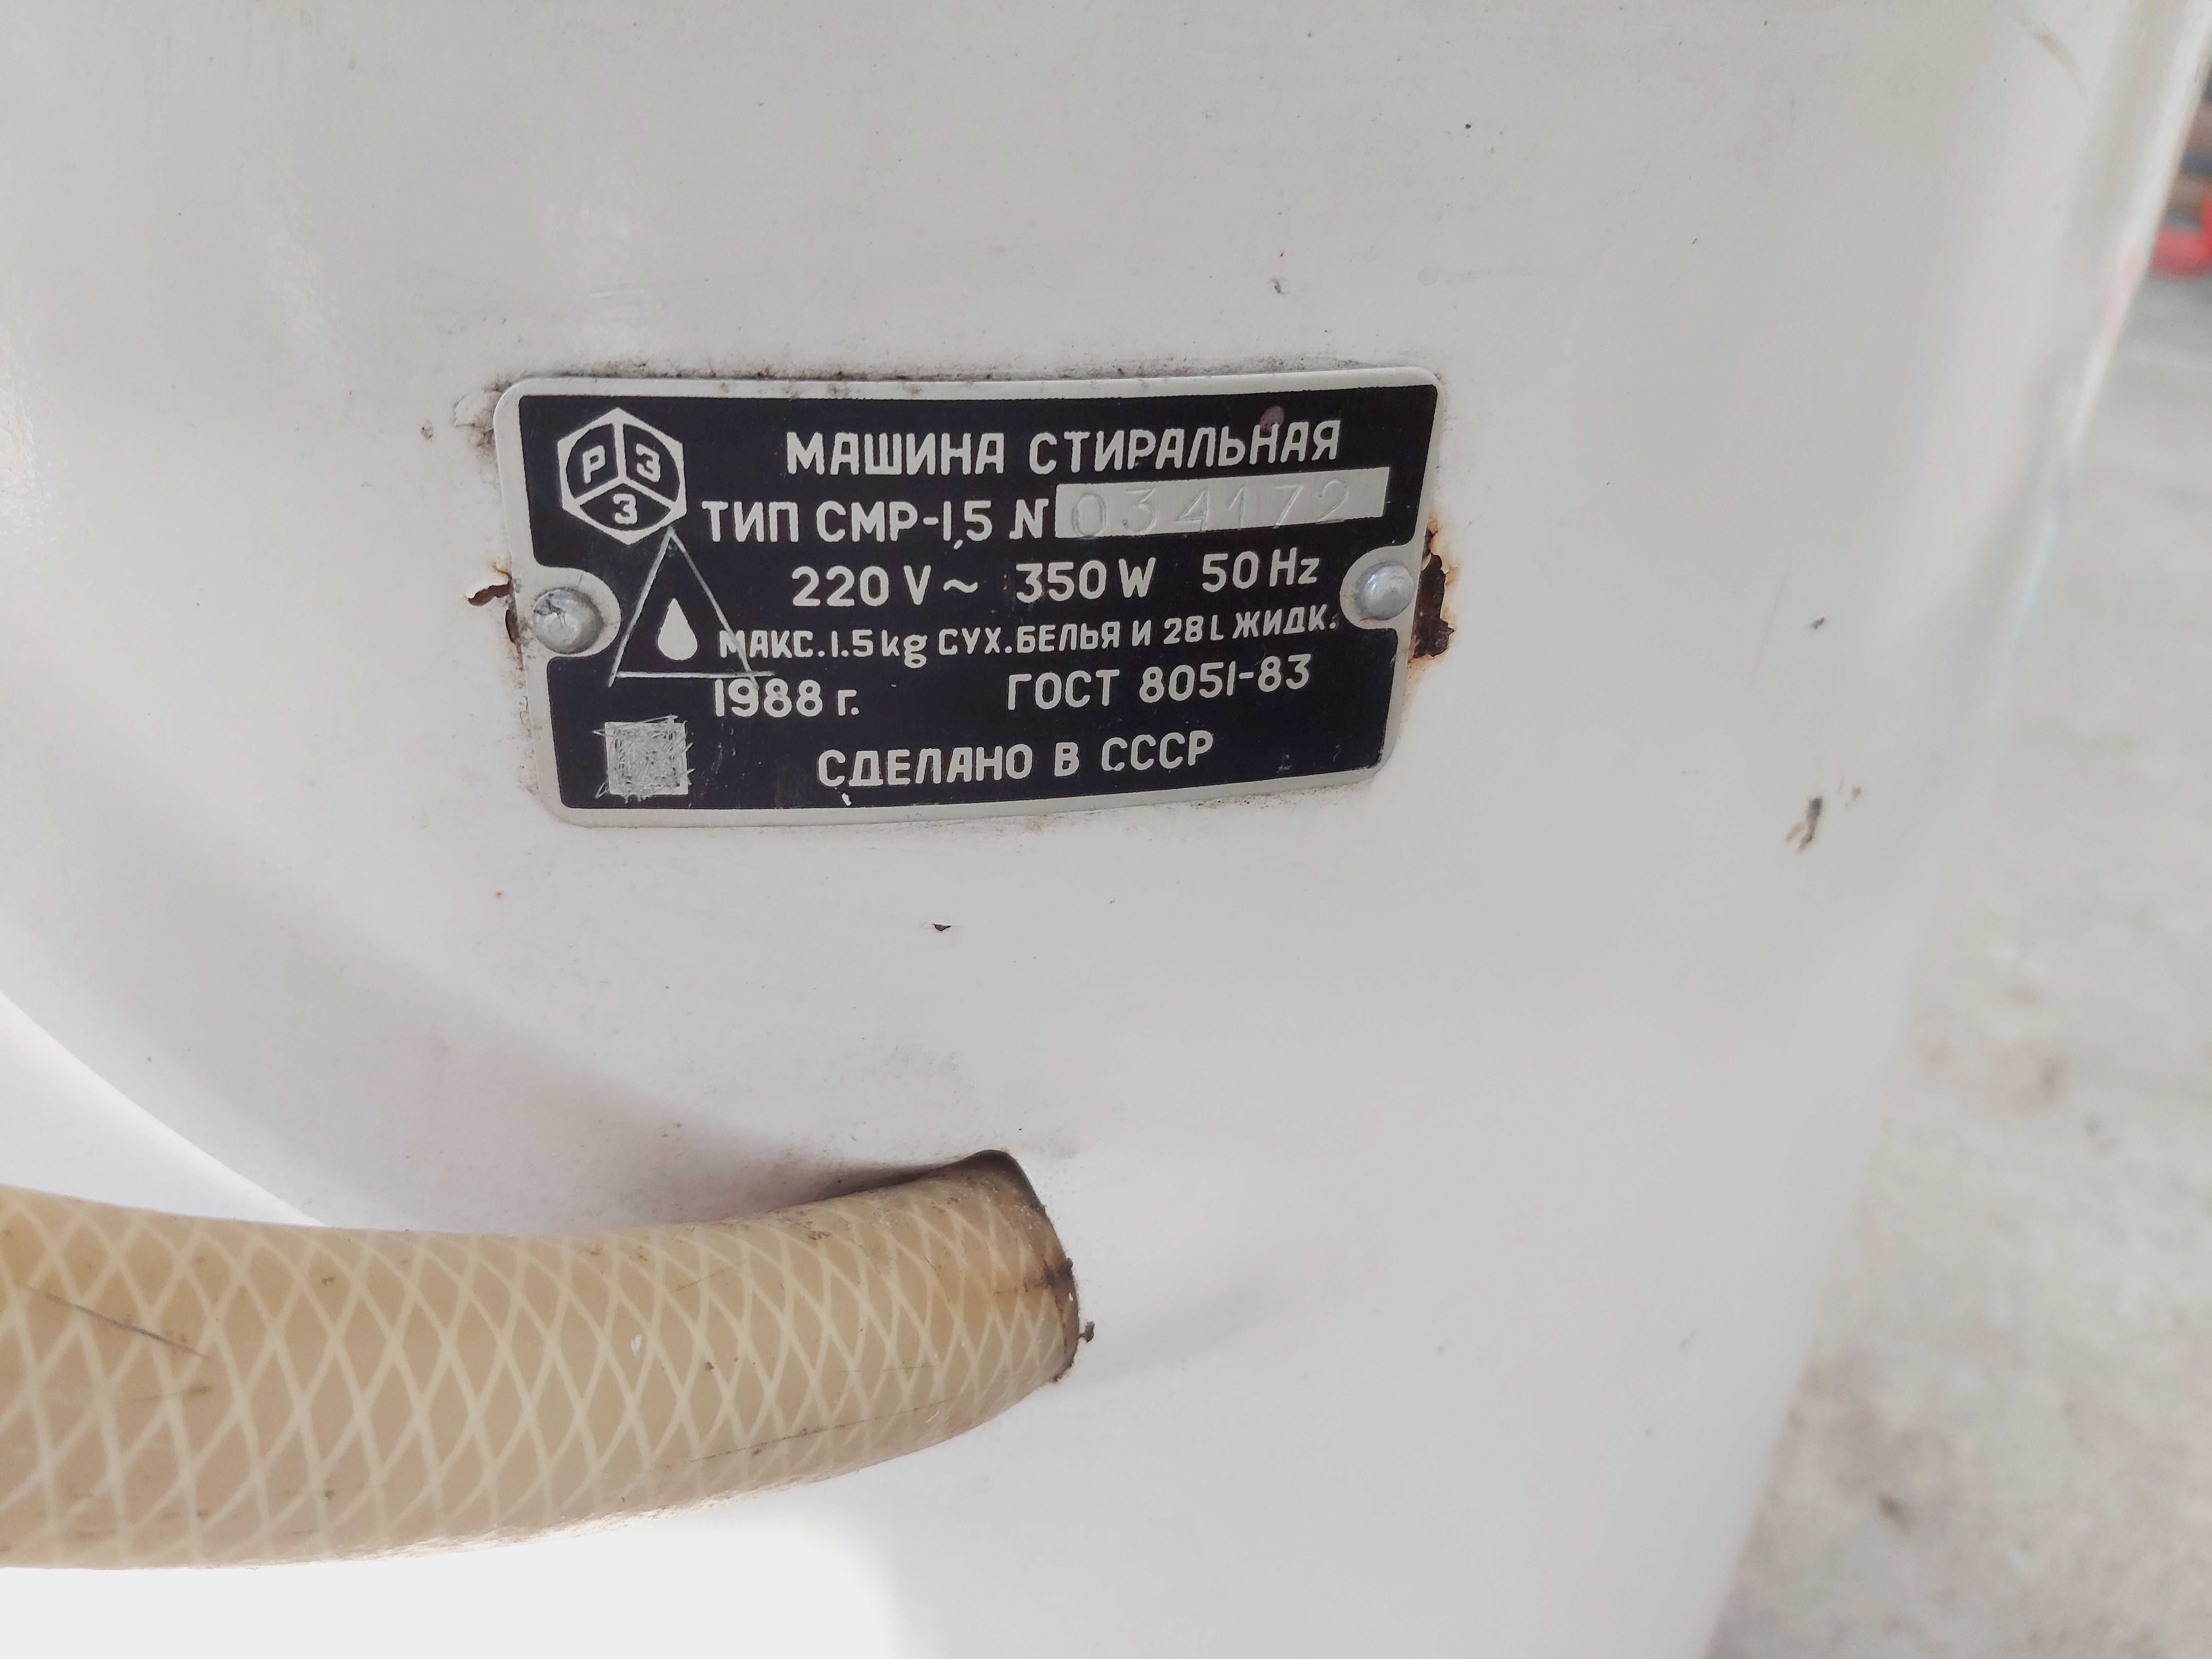 РЗЗ
МАШИНА СТИРАЛЬНАЯ
ТИП СМР-1,5 N 034172
220 V~ 350 W 50 Hz
МАКС. 1.5 kg СУХ. БЕЛЬЯ И 28 L ЖИДК.
1988 г. ГОСТ 8051-83
СДЕЛАНО В СССР